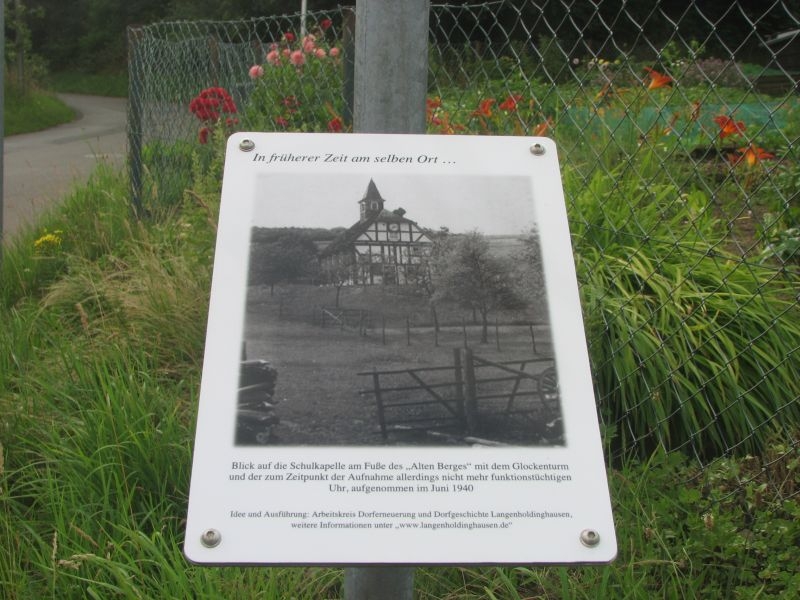 In früherer Zeit am selben Ort ...
Blick auf die Schulkapelle am Fuße des „Alten Berges“ mit dem Glockenturm
und der zum Zeitpunkt der Aufnahme allerdings nicht mehr funktionstüchtigen
Uhr, aufgenommen im Juni 1940
Idee und Ausführung: Arbeitskreis Dorferneuerung und Dorfgeschichte Langenholdinghausen,
weitere Informationen unter „www.langenholdinghausen.de“